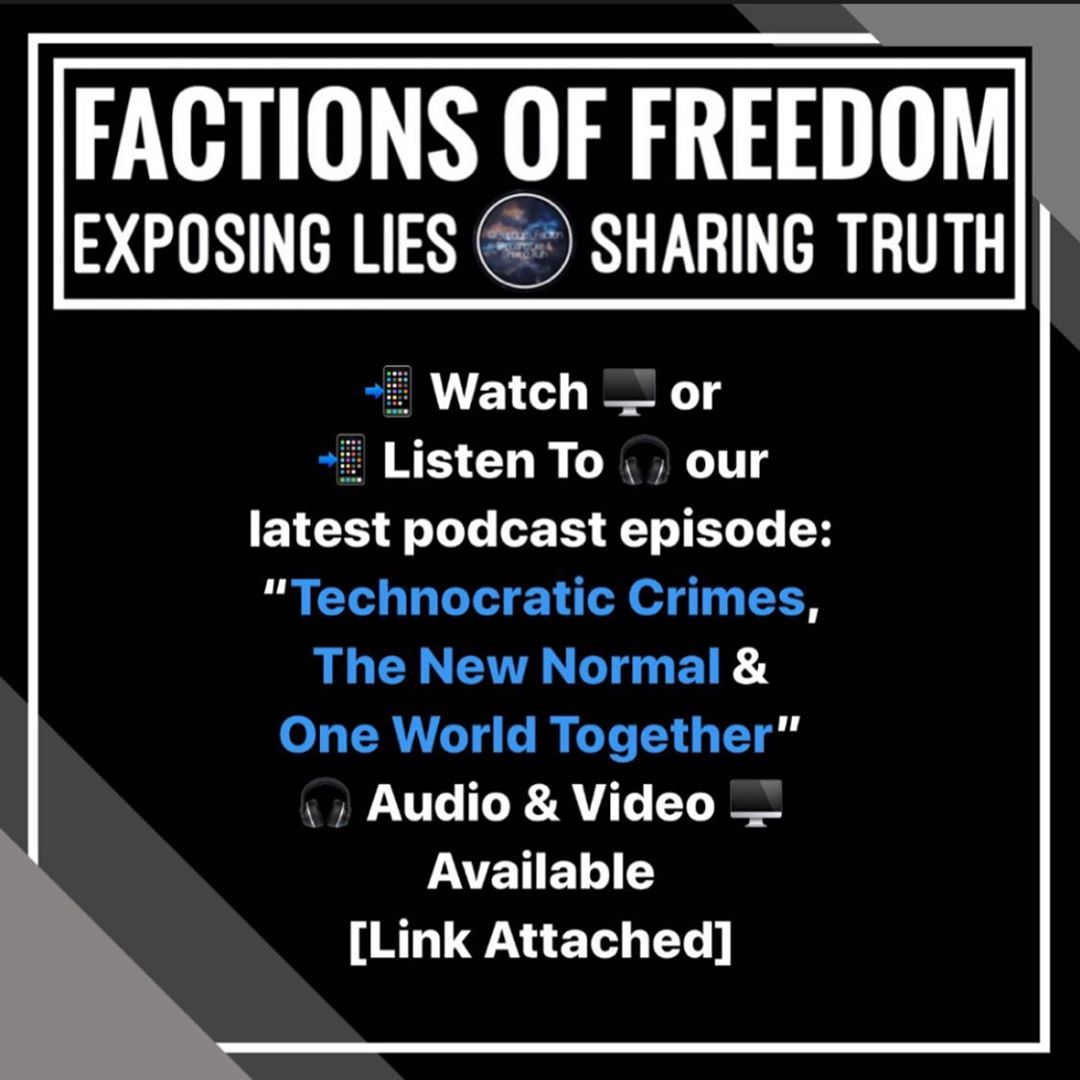 FACTIONS OF FREEDOM
EXPOSING LIES SHARING TRUTH
📲 Watch 🖥️ or
📲 Listen To 🎧 our
latest podcast episode:
“Technocratic Crimes,
The New Normal &
One World Together”
🎧 Audio & Video 🖥️
Available
[Link Attached]